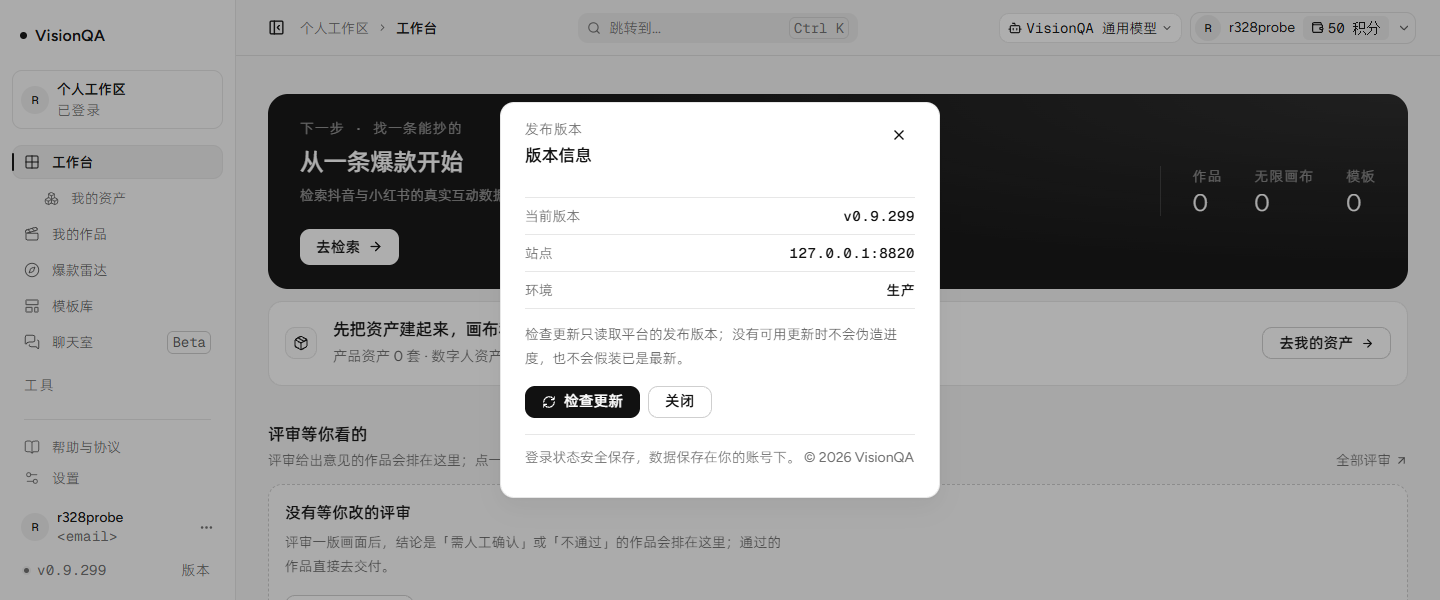 VisionQA
R
个人工作区
已登录
工作台
我的资产
我的作品
爆款雷达
模板库
聊天室
Beta
工具
帮助与协议
设置
R
r328probe
<email>
v0.9.299
版本
个人工作区
工作台
跳转到...
Ctrl K
VisionQA 通用模型
R
r328probe
50 积分
下一步 · 找一条能抄的
从一条爆款开始
检索抖音与小红书的真实互动数据
去检索
作品
0
无限画布
0
模板
0
先把资产建起来，画布
产品资产 0 套 · 数字人资产
去我的资产
评审等你看的
评审给出意见的作品会排在这里；点一
全部评审
没有等你改的评审
评审一版画面后，结论是「需人工确认」或「不通过」的作品会排在这里；通过的
作品直接去交付。
发布版本
版本信息
当前版本
v0.9.299
站点
127.0.0.1:8820
环境
生产
检查更新只读取平台的发布版本；没有可用更新时不会伪造进
度，也不会假装已是最新。
检查更新
关闭
登录状态安全保存，数据保存在你的账号下。
© 2026 VisionQA